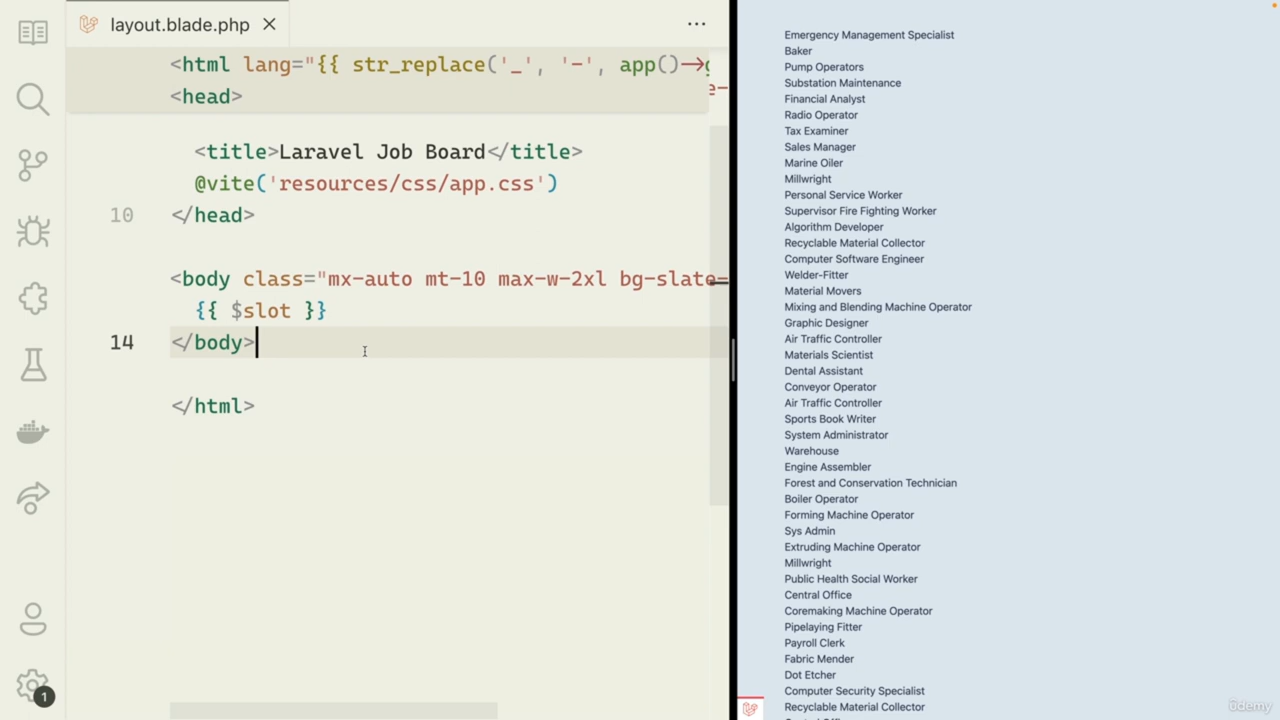 layout.blade.php
<html lang="{{ str_replace('_', '-', app()->g
<head>
e-
<title>Laravel Job Board</title>
@vite('resources/css/app.css')
10 </head>
<body class="mx-auto mt-10 max-w-2xl bg-slate-
{{ $slot }}
14 </body>
</html>
1
Emergency Management Specialist
Baker
Pump Operators
Substation Maintenance
Financial Analyst
Radio Operator
Tax Examiner
Sales Manager
Marine Oiler
Millwright
Personal Service Worker
Supervisor Fire Fighting Worker
Algorithm Developer
Recyclable Material Collector
Computer Software Engineer
Welder-Fitter
Material Movers
Mixing and Blending Machine Operator
Graphic Designer
Air Traffic Controller
Materials Scientist
Dental Assistant
Conveyor Operator
Air Traffic Controller
Sports Book Writer
System Administrator
Warehouse
Engine Assembler
Forest and Conservation Technician
Boiler Operator
Forming Machine Operator
Sys Admin
Extruding Machine Operator
Millwright
Public Health Social Worker
Central Office
Coremaking Machine Operator
Pipelaying Fitter
Payroll Clerk
Fabric Mender
Dot Etcher
Computer Security Specialist
Recyclable Material Collector
ûdemy